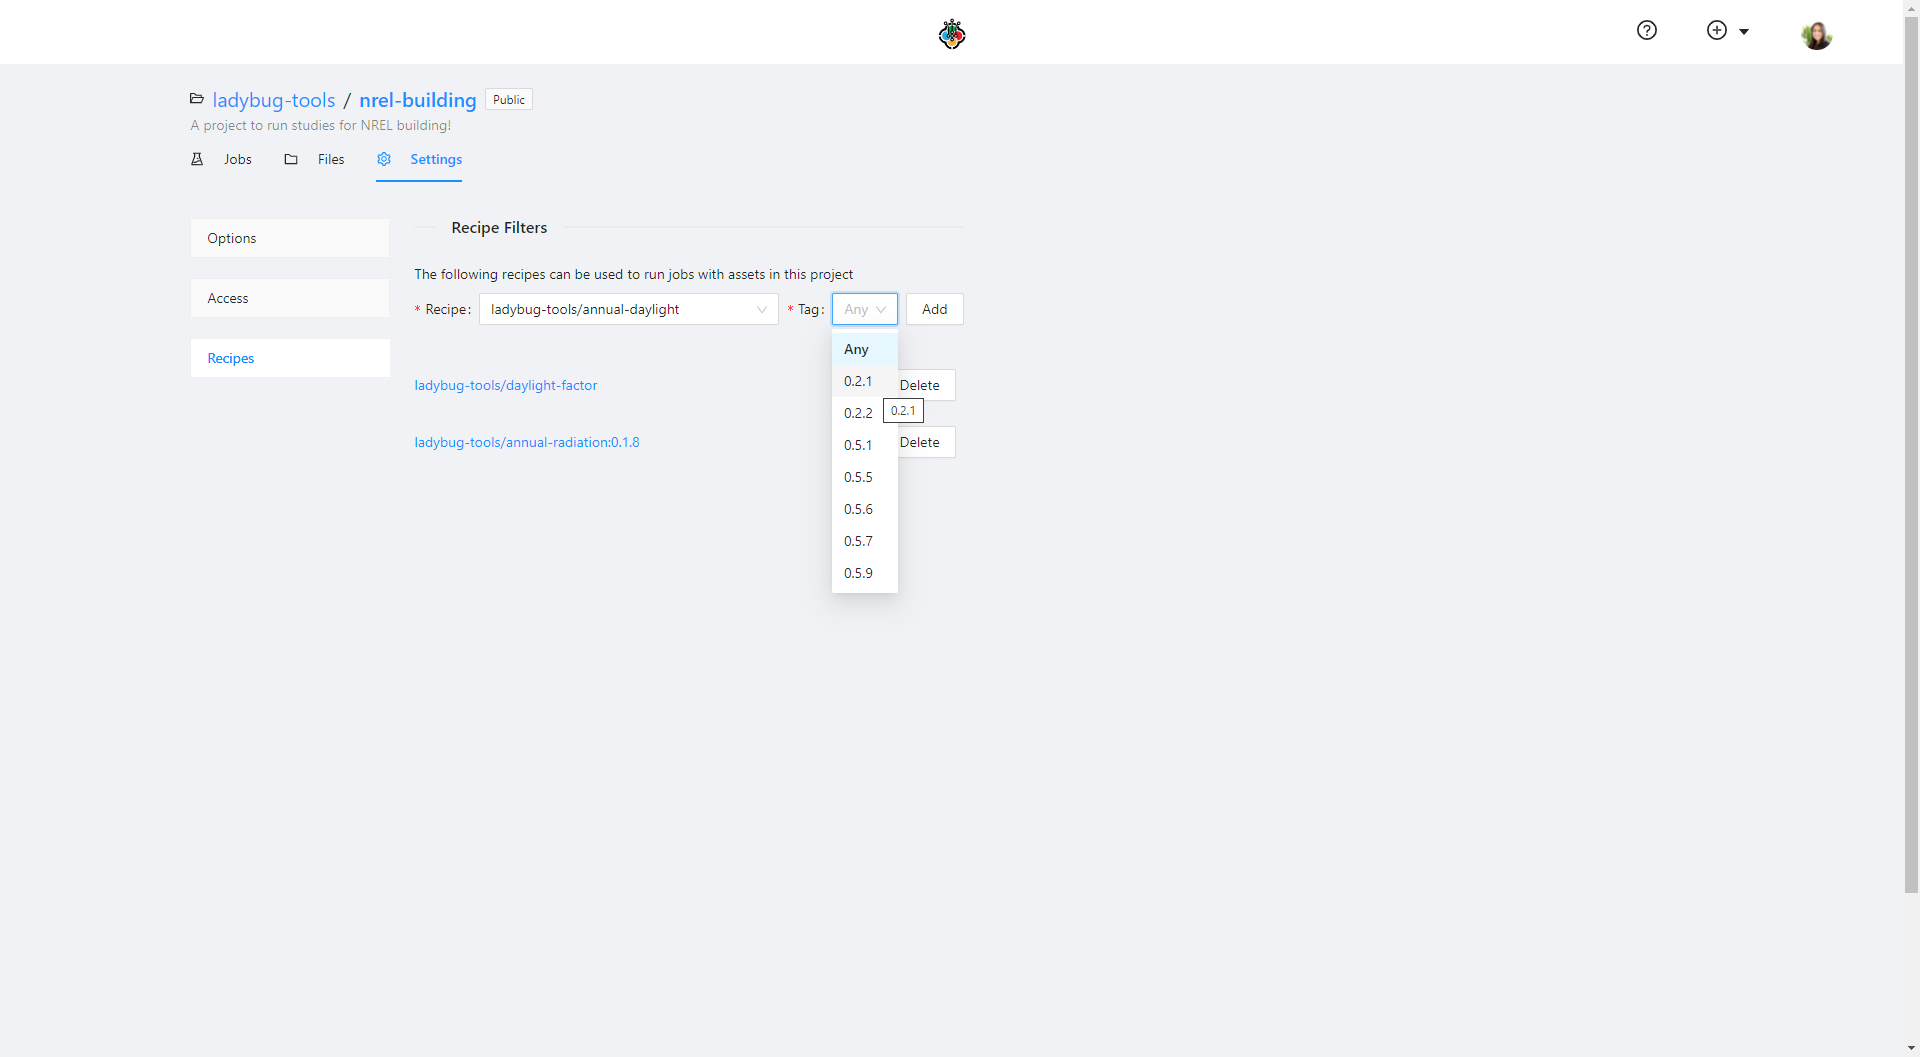 ladybug-tools / nrel-building Public
A project to run studies for NREL building!
Jobs Files Settings
Options
Access
Recipes
Recipe Filters
The following recipes can be used to run jobs with assets in this project
* Recipe: ladybug-tools/annual-daylight * Tag: Any Add
Any
0.2.1
0.2.2
0.5.1
0.5.5
0.5.6
0.5.7
0.5.9
0.2.1
ladybug-tools/daylight-factor Delete
ladybug-tools/annual-radiation:0.1.8 Delete